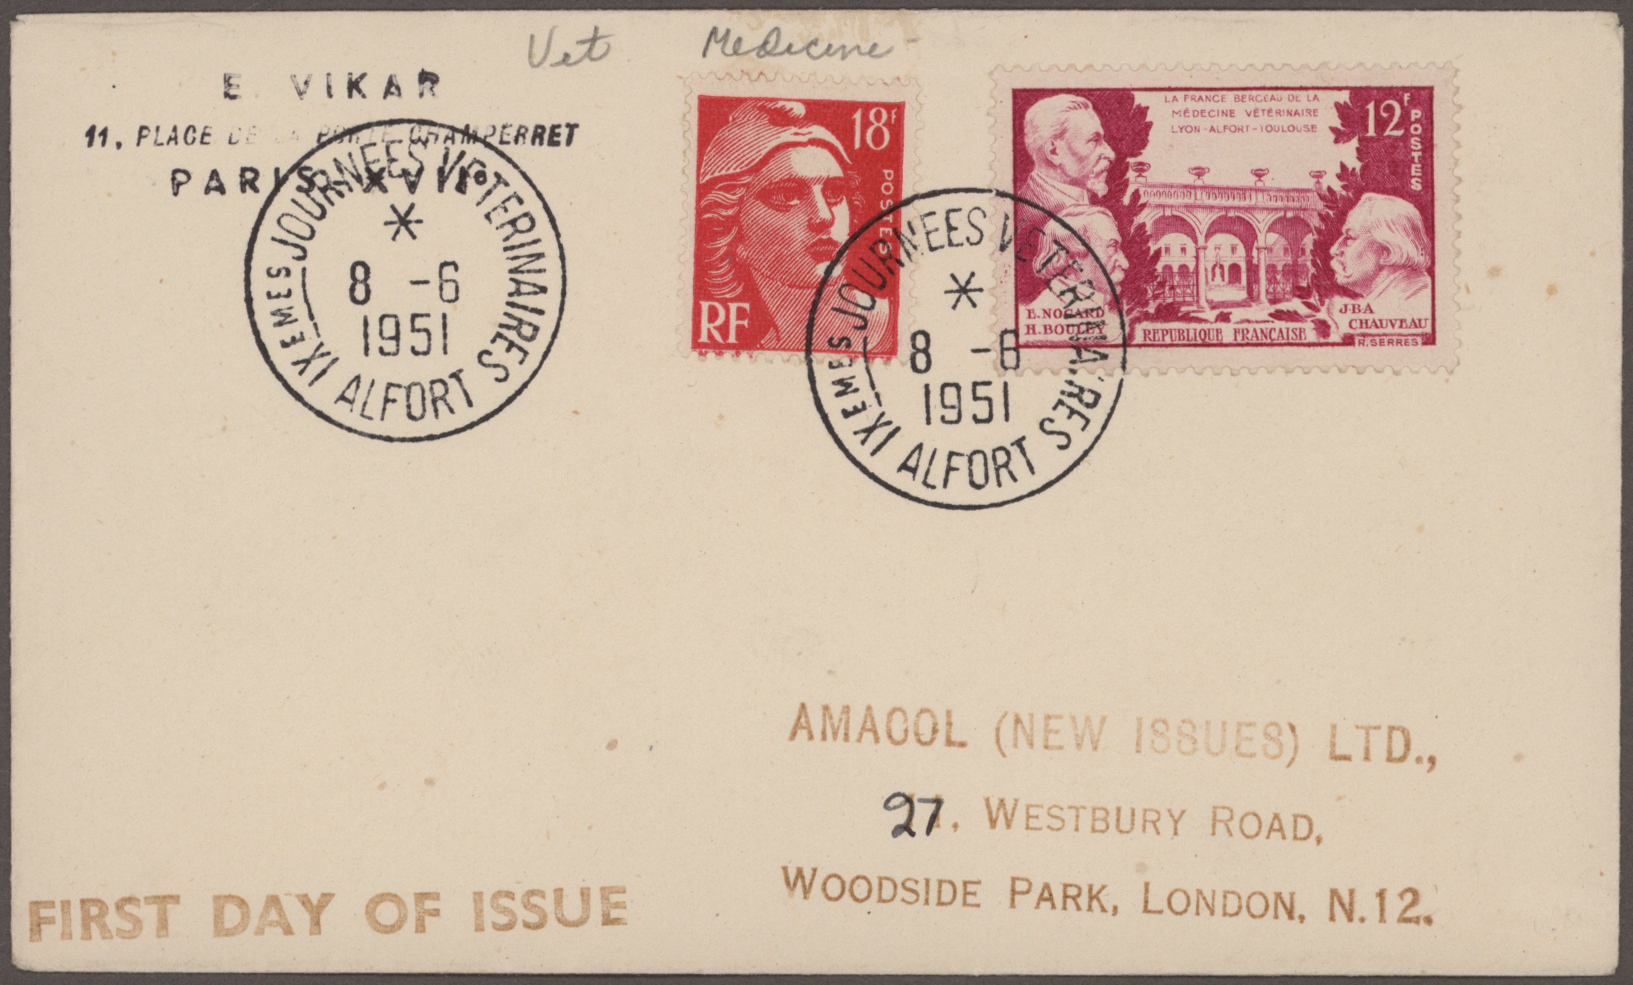 Vet Medicine
E. VIKAR
11, PLACE DE LA PORTE CHAMPERRET
PARIS XVIIe
IXEMES JOURNEES VETERINAIRES
8 -6
1951
ALFORT
18F
POSTES
RF
IXEMES JOURNEES VETERINAIRES
8 -6
1951
ALFORT
LA FRANCE BERCEAU DE LA
MÉDECINE VÉTÉRINAIRE
LYON-ALFORT-TOULOUSE
12F
POSTES
E. NOCARD
H. BOULEY
J-B-A
CHAUVEAU
REPUBLIQUE FRANÇAISE
R. SERRES
AMACOL (NEW ISSUES) LTD.,
27, WESTBURY ROAD,
WOODSIDE PARK, LONDON, N.12.
FIRST DAY OF ISSUE